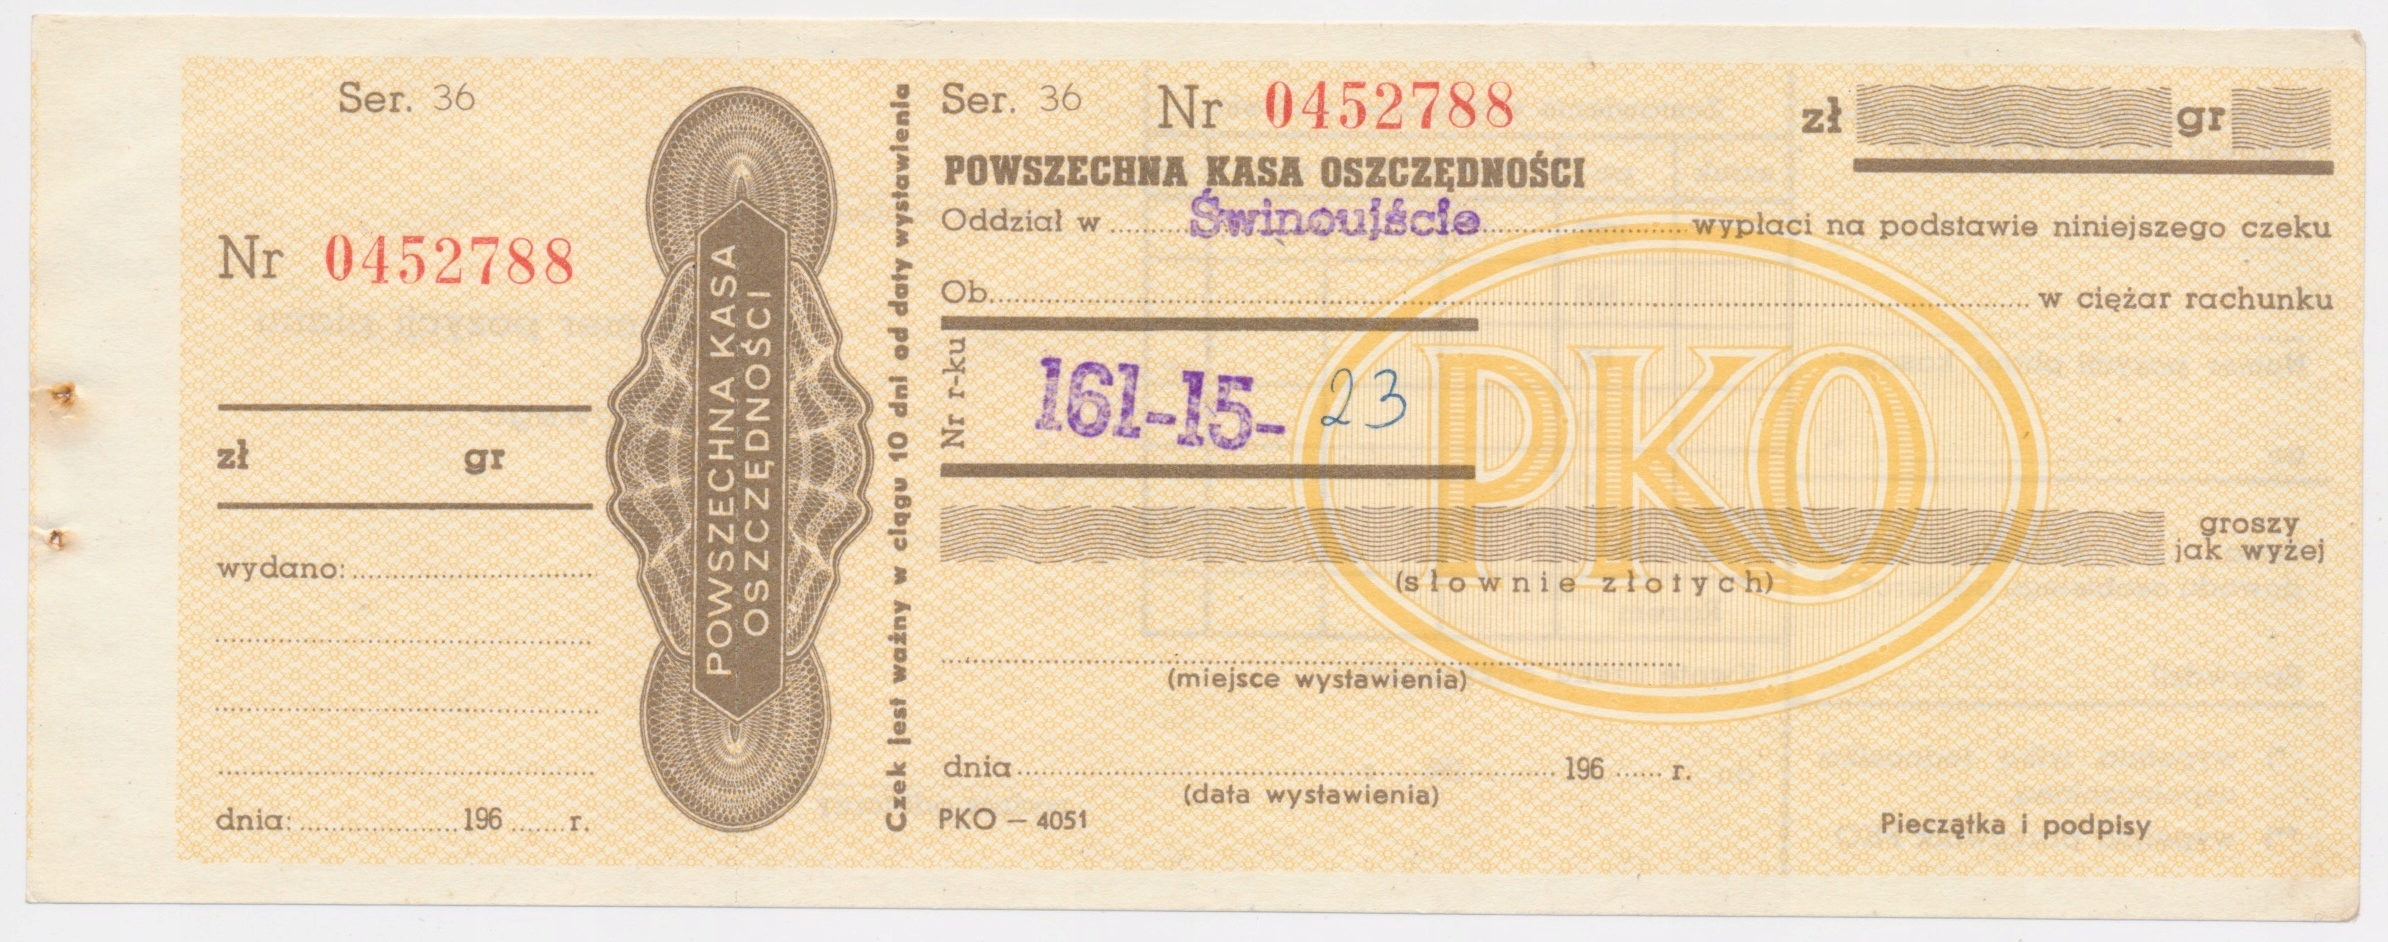 Ser. 36
Nr 0452788
zł gr
wydano:
dnia: 196 r.
POWSZECHNA KASA
OSZCZĘDNOŚCI
Czek jest ważny w ciągu 10 dni od daty wystawienia
Ser. 36 Nr 0452788 zł gr
POWSZECHNA KASA OSZCZĘDNOŚCI
Oddział w Świnoujście wypłaci na podstawie niniejszego czeku
Ob. w ciężar rachunku
Nr r-ku 161-15- 23
PKO
groszy
jak wyżej
(słownie złotych)
(miejsce wystawienia)
dnia 196 r.
(data wystawienia)
PKO — 4051
Pieczątka i podpisy